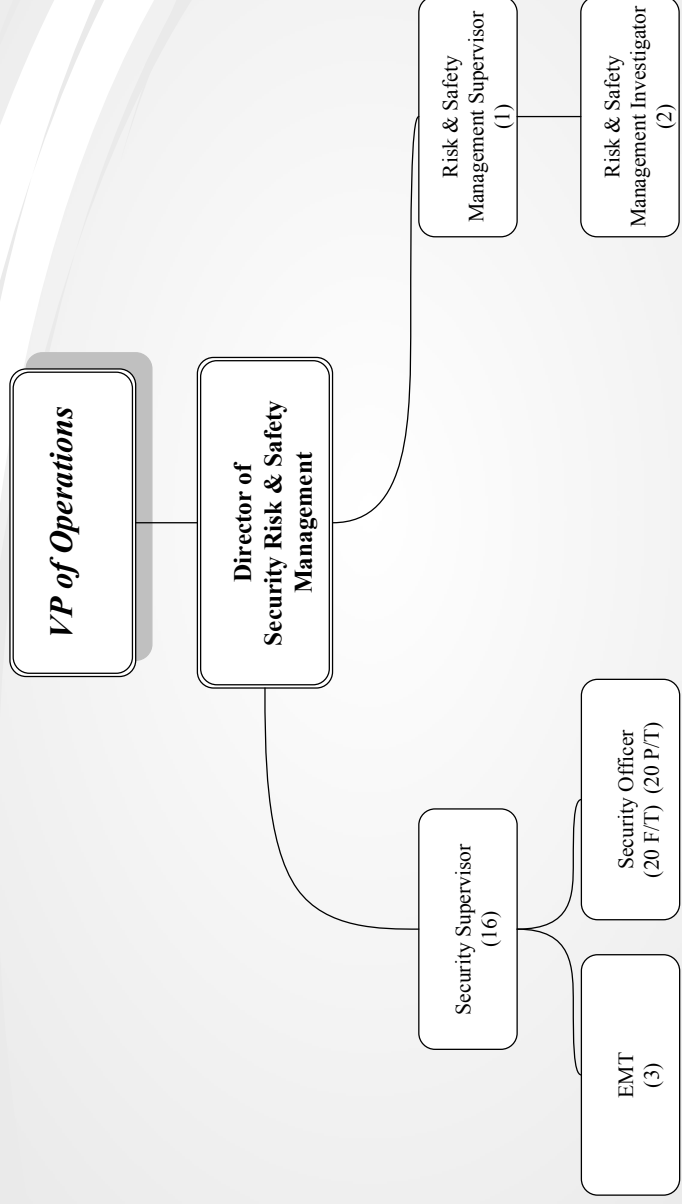 VP of Operations
Director of
Security Risk & Safety
Management
Security Supervisor
(16)
Risk & Safety
Management Supervisor
(1)
EMT
(3)
Security Officer
(20 F/T)  (20 P/T)
Risk & Safety
Management Investigator
(2)